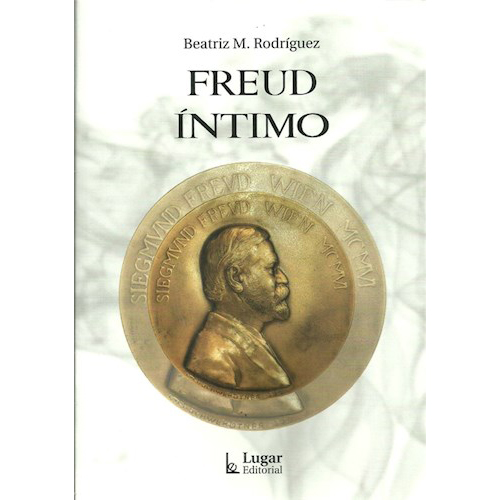 Beatriz M. Rodríguez
FREUD
ÍNTIMO
SIEGMVND FREVD WIEN MCMVI
SIEGMVND FREVD WIEN MCMVI
Lugar
Editorial